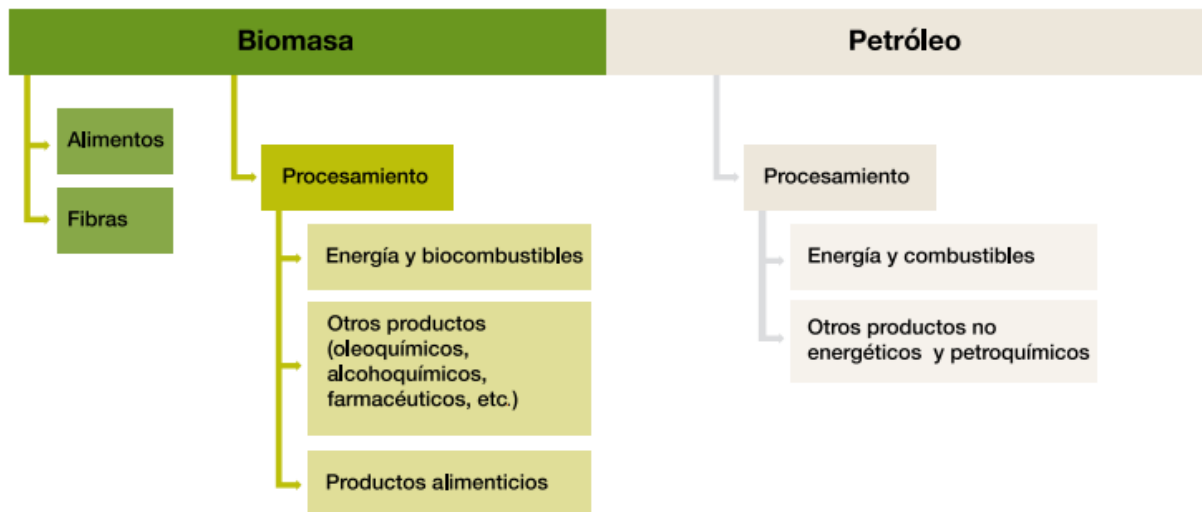 Biomasa
Petróleo
Alimentos
Fibras
Procesamiento
Energía y biocombustibles
Otros productos
(oleoquímicos,
alcohoquímicos,
farmacéuticos, etc.)
Productos alimenticios
Procesamiento
Energía y combustibles
Otros productos no
energéticos y petroquímicos